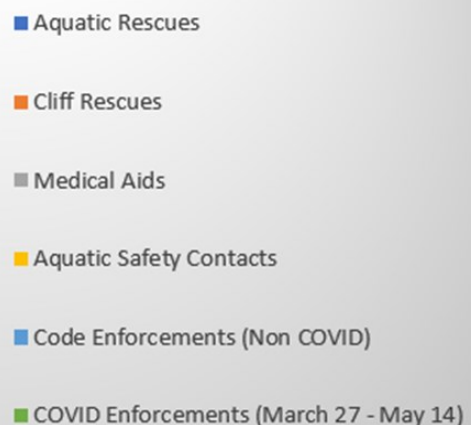 Aquatic Rescues
Cliff Rescues
Medical Aids
Aquatic Safety Contacts
Code Enforcements (Non COVID)
COVID Enforcements (March 27 - May 14)